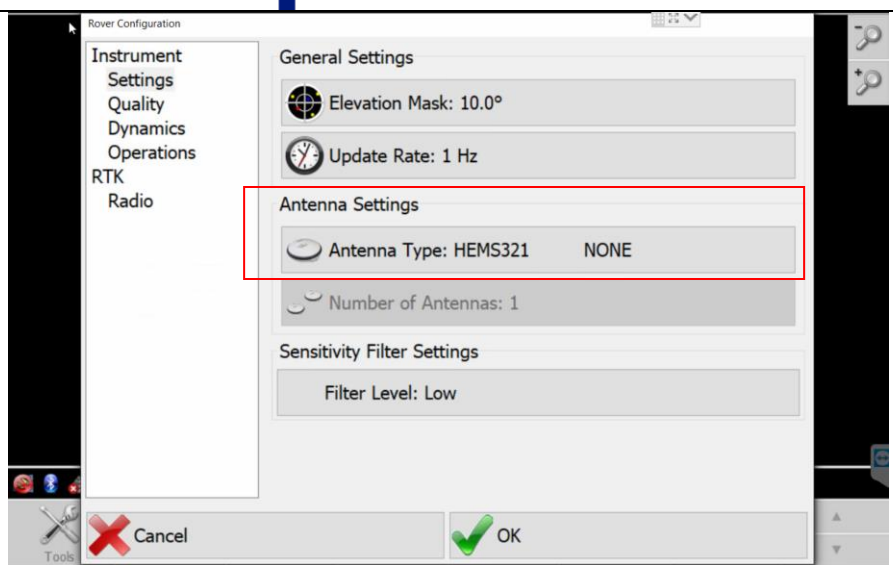 Rover Configuration
Instrument
Settings
Quality
Dynamics
Operations
RTK
Radio
General Settings
Elevation Mask: 10.0º
Update Rate: 1 Hz
Antenna Settings
Antenna Type: HEMS321 NONE
Number of Antennas: 1
Sensitivity Filter Settings
Filter Level: Low
Tools
Cancel
OK